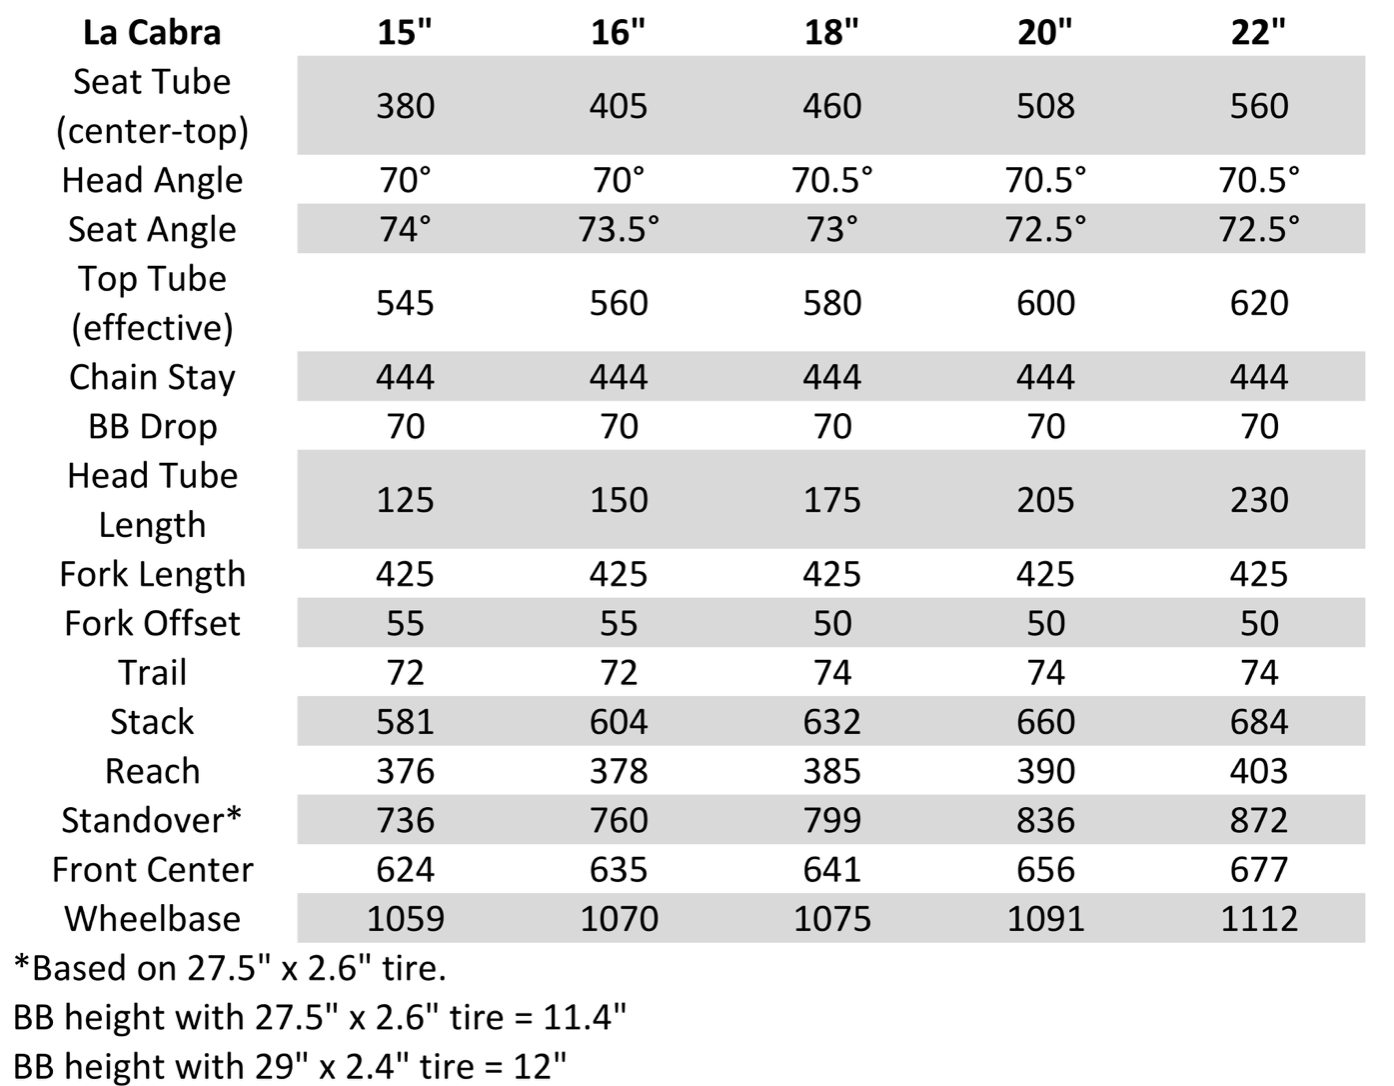 La Cabra 15" 16" 18" 20" 22"
Seat Tube
(center-top) 380 405 460 508 560
Head Angle 70° 70° 70.5° 70.5° 70.5°
Seat Angle 74° 73.5° 73° 72.5° 72.5°
Top Tube
(effective) 545 560 580 600 620
Chain Stay 444 444 444 444 444
BB Drop 70 70 70 70 70
Head Tube
Length 125 150 175 205 230
Fork Length 425 425 425 425 425
Fork Offset 55 55 50 50 50
Trail 72 72 74 74 74
Stack 581 604 632 660 684
Reach 376 378 385 390 403
Standover* 736 760 799 836 872
Front Center 624 635 641 656 677
Wheelbase 1059 1070 1075 1091 1112
*Based on 27.5" x 2.6" tire.
BB height with 27.5" x 2.6" tire = 11.4"
BB height with 29" x 2.4" tire = 12"